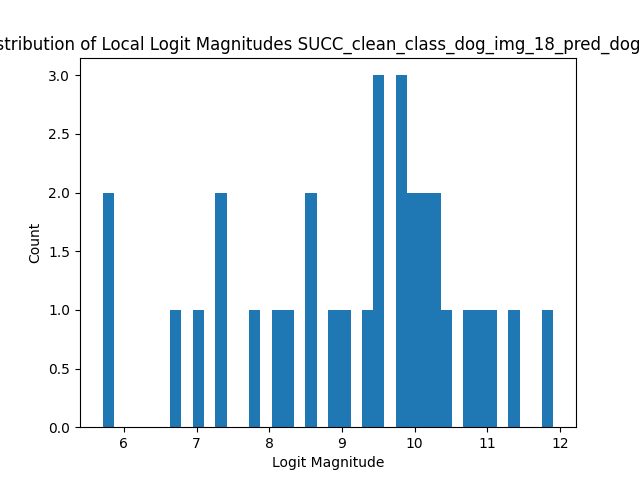 stribution of Local Logit Magnitudes SUCC_clean_class_dog_img_18_pred_dog
3.0
2.5
2.0
1.5
1.0
0.5
0.0
Count
6 7 8 9 10 11 12
Logit Magnitude